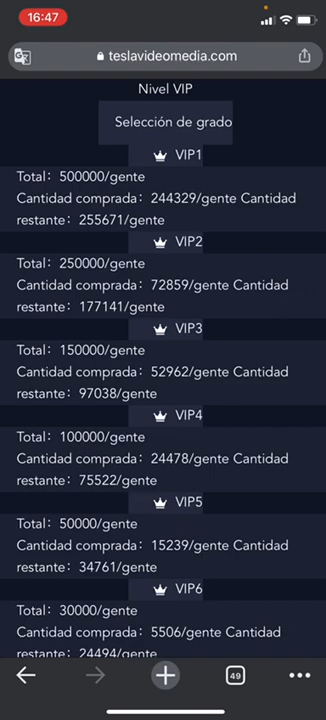 16:47
teslavideomedia.com
Nivel VIP
Selección de grado
VIP1
Total：500000/gente
Cantidad comprada：244329/gente Cantidad
restante：255671/gente
VIP2
Total：250000/gente
Cantidad comprada：72859/gente Cantidad
restante：177141/gente
VIP3
Total：150000/gente
Cantidad comprada：52962/gente Cantidad
restante：97038/gente
VIP4
Total：100000/gente
Cantidad comprada：24478/gente Cantidad
restante：75522/gente
VIP5
Total：50000/gente
Cantidad comprada：15239/gente Cantidad
restante：34761/gente
VIP6
Total：30000/gente
Cantidad comprada：5506/gente Cantidad
restante：24494/gente
49